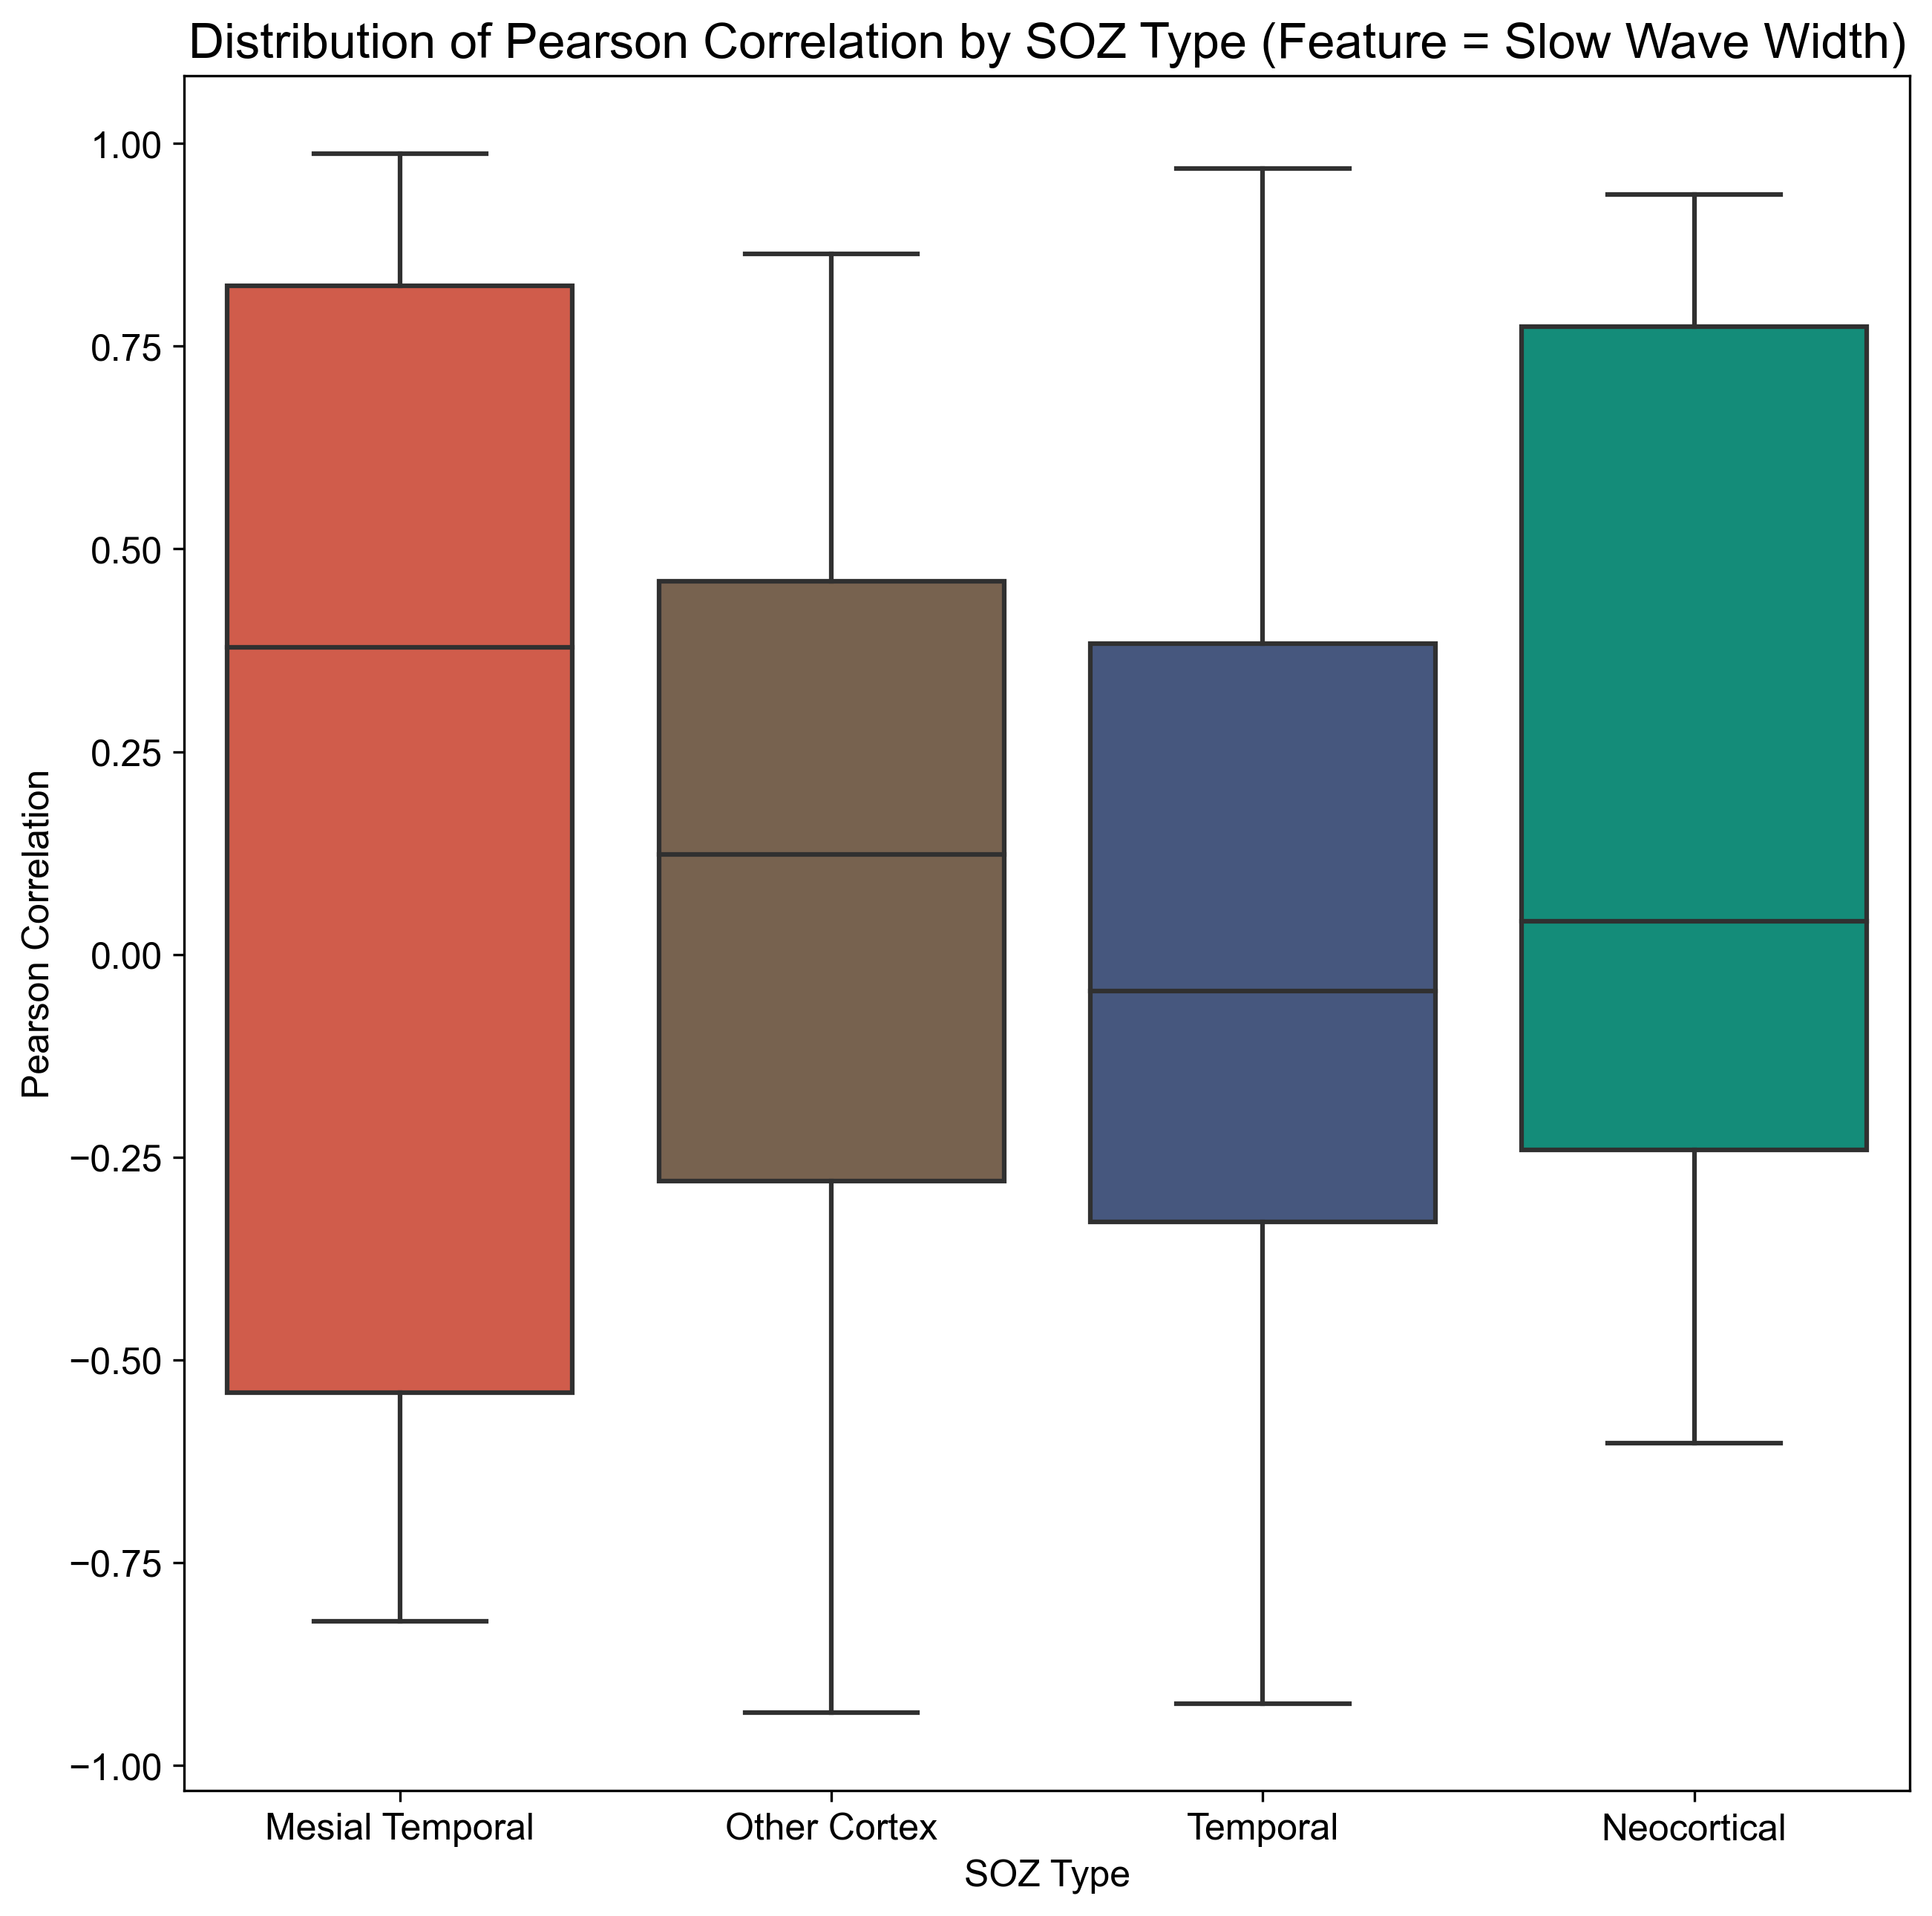 Distribution of Pearson Correlation by SOZ Type (Feature = Slow Wave Width)
Pearson Correlation
1.00
0.75
0.50
0.25
0.00
−0.25
−0.50
−0.75
−1.00
Mesial Temporal
Other Cortex
Temporal
Neocortical
SOZ Type